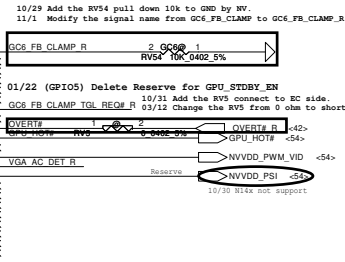 10/29 Add the RV54 pull down 10k to GND by NV.
11/1 Modify the signal name from GC6_FB_CLAMP to GC6_FB_CLAMP_R
GC6_FB_CLAMP_R 2 GC6@ 1
RV54 10K_0402_5%
01/22 (GPIO5) Delete Reserve for GPU_STDBY_EN
10/31 Add the RV5 connect to EC side.
GC6_FB_CLAMP_TGL_REQ#_R 03/12 Change the RV5 from 0 ohm to short
OVERT# 1 @ 2 OVERT#_R <42>
GPU_HOT# RV5 0_0402_5% GPU_HOT# <54>
NVVDD_PWM_VID <54>
VGA_AC_DET_R
Reserve NVVDD_PSI <54>
10/30 N14x not support